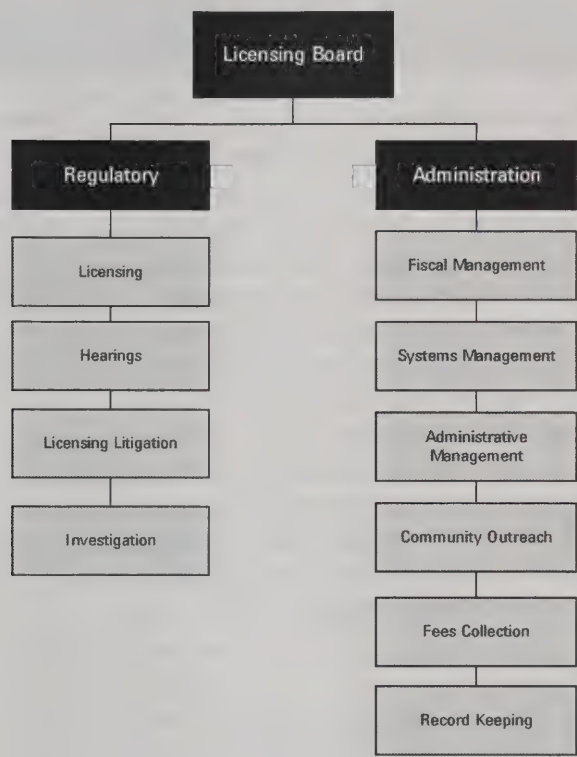 Licensing Board
Regulatory
Licensing
Hearings
Licensing Litigation
Investigation
Administration
Fiscal Management
Systems Management
Administrative
Management
Community Outreach
Fees Collection
Record Keeping